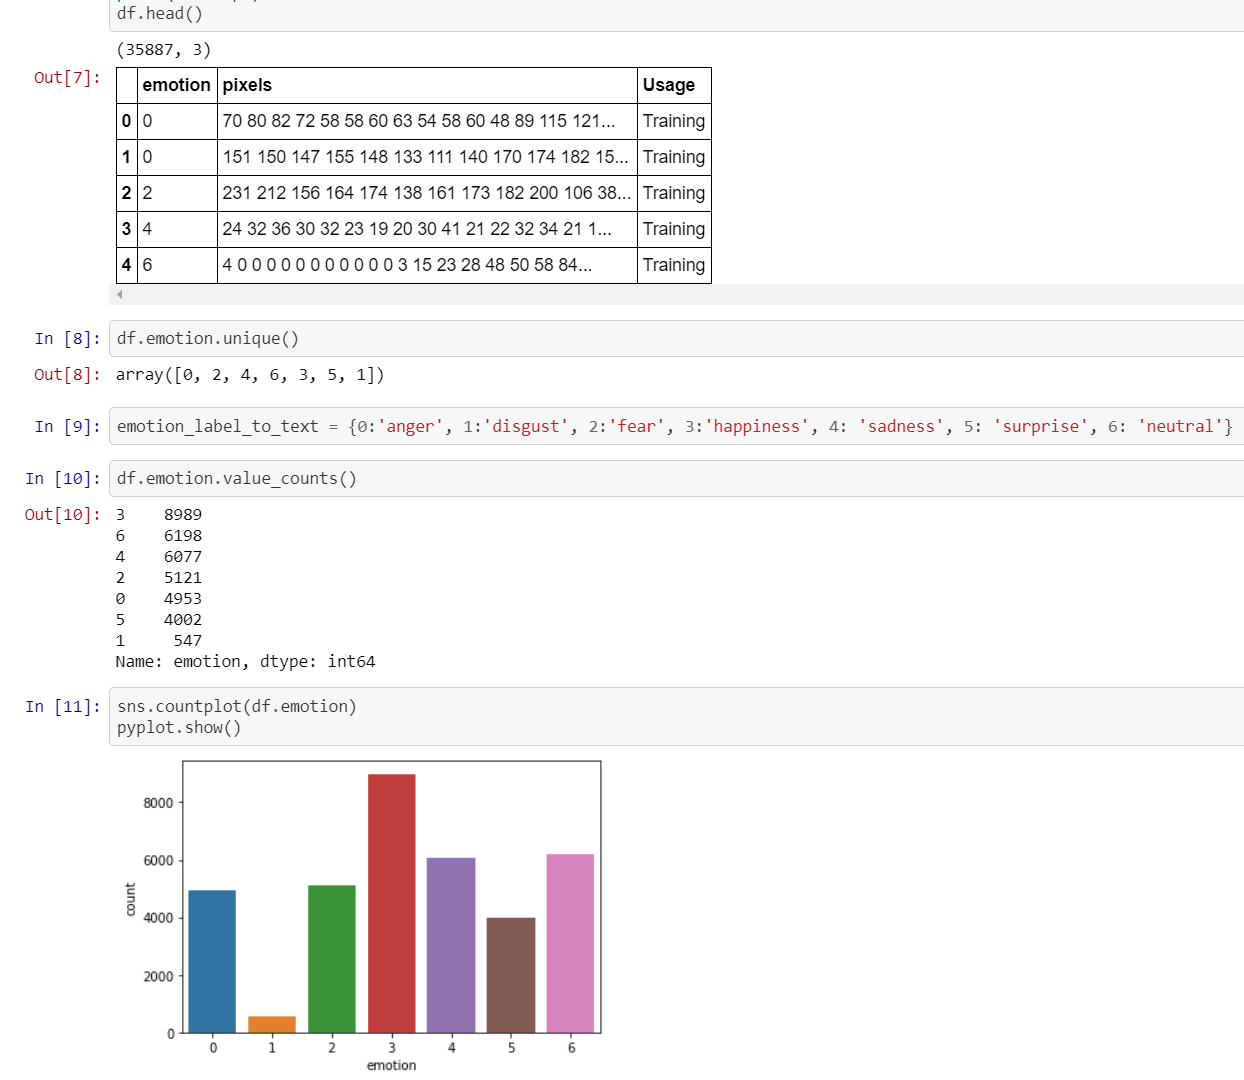 df.head()
(35887, 3)
Out[7]:
emotion pixels Usage
0 0 70 80 82 72 58 58 60 63 54 58 60 48 89 115 121... Training
1 0 151 150 147 155 148 133 111 140 170 174 182 15... Training
2 2 231 212 156 164 174 138 161 173 182 200 106 38... Training
3 4 24 32 36 30 32 23 19 20 30 41 21 22 32 34 21 1... Training
4 6 4 0 0 0 0 0 0 0 0 0 0 0 3 15 23 28 48 50 58 84... Training
In [8]: df.emotion.unique()
Out[8]: array([0, 2, 4, 6, 3, 5, 1])
In [9]: emotion_label_to_text = {0:'anger', 1:'disgust', 2:'fear', 3:'happiness', 4: 'sadness', 5: 'surprise', 6: 'neutral'}
In [10]: df.emotion.value_counts()
Out[10]: 3 8989
6 6198
4 6077
2 5121
0 4953
5 4002
1 547
Name: emotion, dtype: int64
In [11]: sns.countplot(df.emotion)
pyplot.show()
8000
6000
4000
2000
0
count
0 1 2 3 4 5 6
emotion